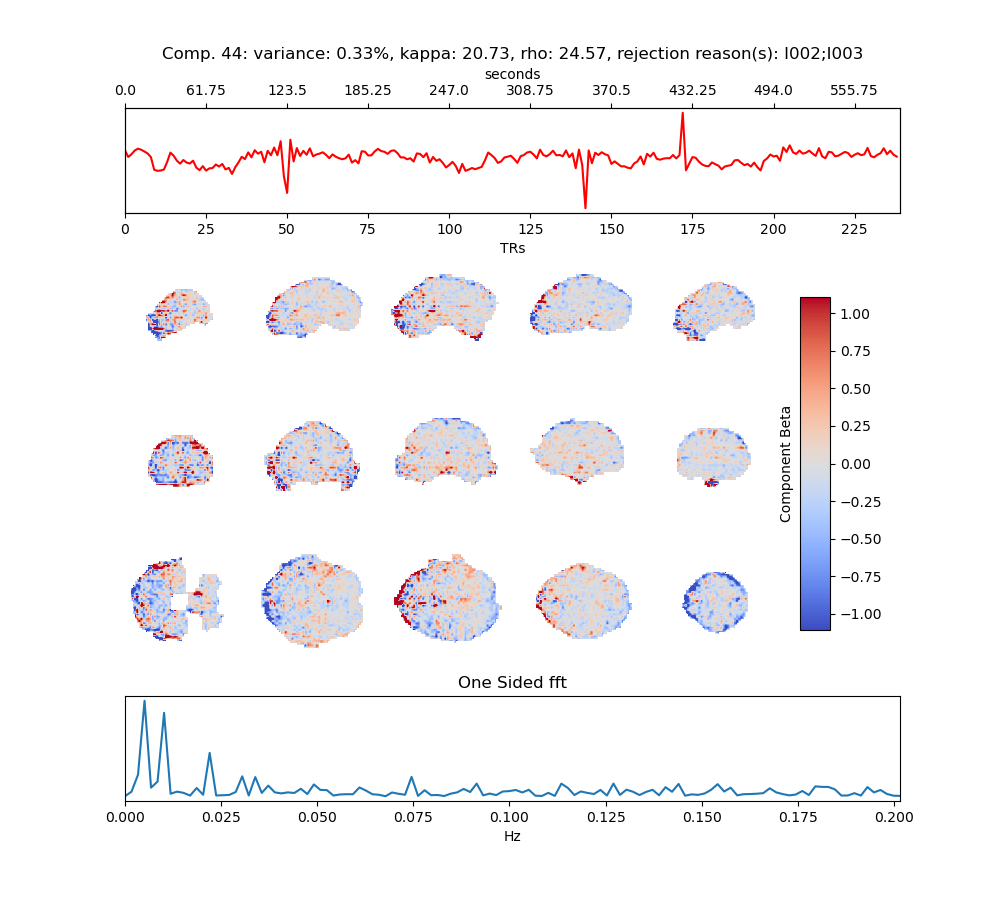 Comp. 44: variance: 0.33%, kappa: 20.73, rho: 24.57, rejection reason(s): I002;I003
seconds
0.0 61.75 123.5 185.25 247.0 308.75 370.5 432.25 494.0 555.75
0 25 50 75 100 125 150 175 200 225
TRs
1.00
0.75
0.50
0.25
0.00
−0.25
−0.50
−0.75
−1.00
Component Beta
One Sided fft
0.000 0.025 0.050 0.075 0.100 0.125 0.150 0.175 0.200
Hz